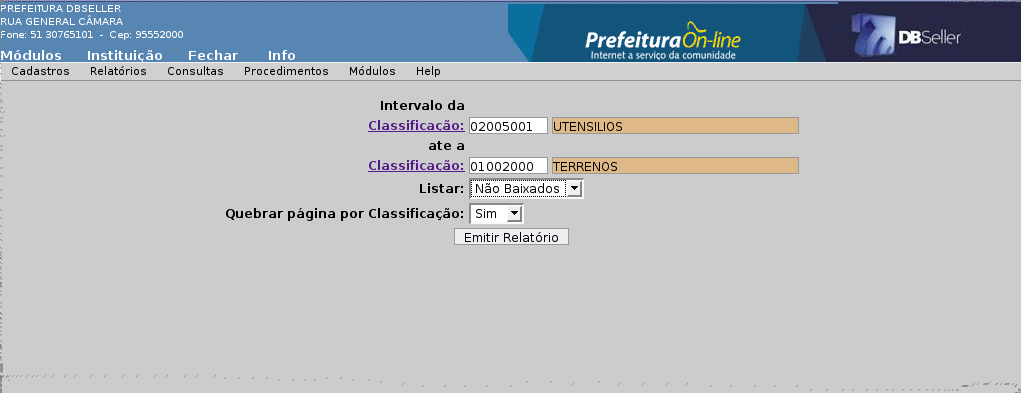 PREFEITURA DBSELLER
RUA GENERAL CÂMARA
Fone: 51 30765101 - Cep: 95552000
Módulos Instituição Fechar Info
PrefeituraOn-line
Internet a serviço da comunidade
DBSeller
Cadastros Relatórios Consultas Procedimentos Módulos Help
Intervalo da
Classificação: 02005001 UTENSILIOS
ate a
Classificação: 01002000 TERRENOS
Listar: Não Baixados
Quebrar página por Classificação: Sim
Emitir Relatório